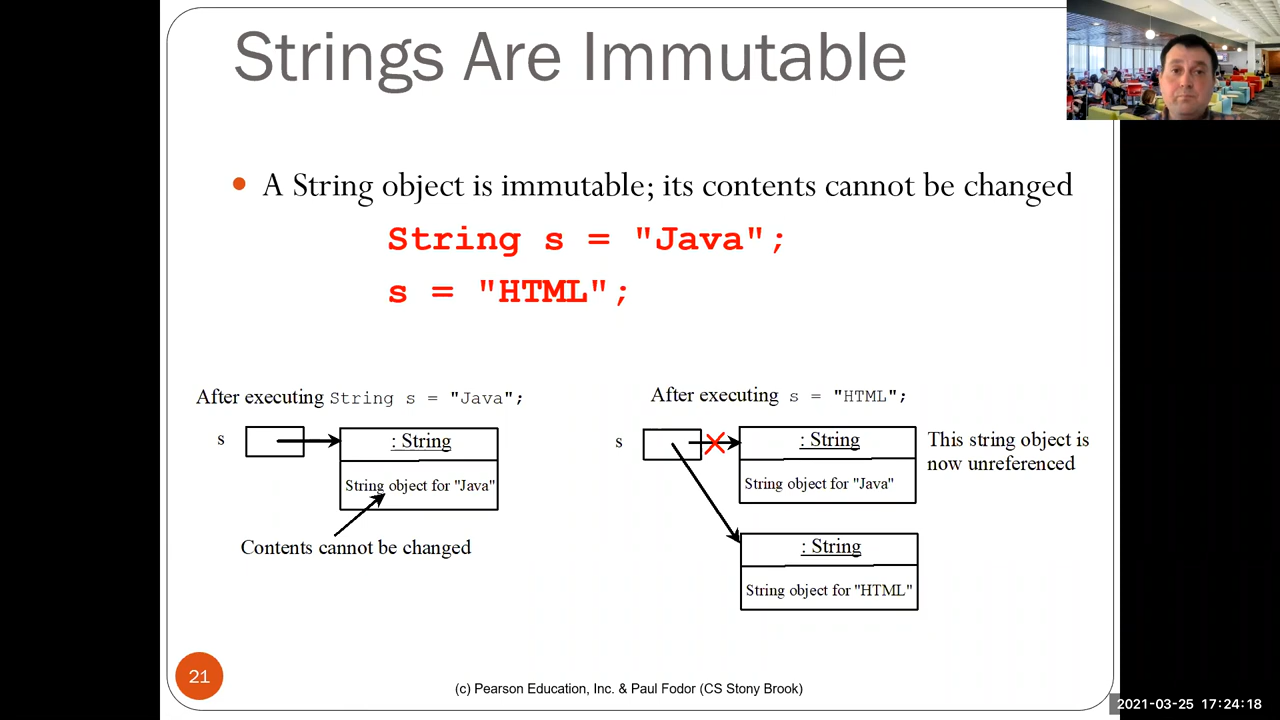 Strings Are Immutable
• A String object is immutable; its contents cannot be changed
String s = "Java";
s = "HTML";
After executing String s = "Java";
s
: String
String object for "Java"
Contents cannot be changed
After executing s = "HTML";
s
: String
String object for "Java"
This string object is
now unreferenced
: String
String object for "HTML"
21
(c) Pearson Education, Inc. & Paul Fodor (CS Stony Brook)
2021-03-25 17:24:18